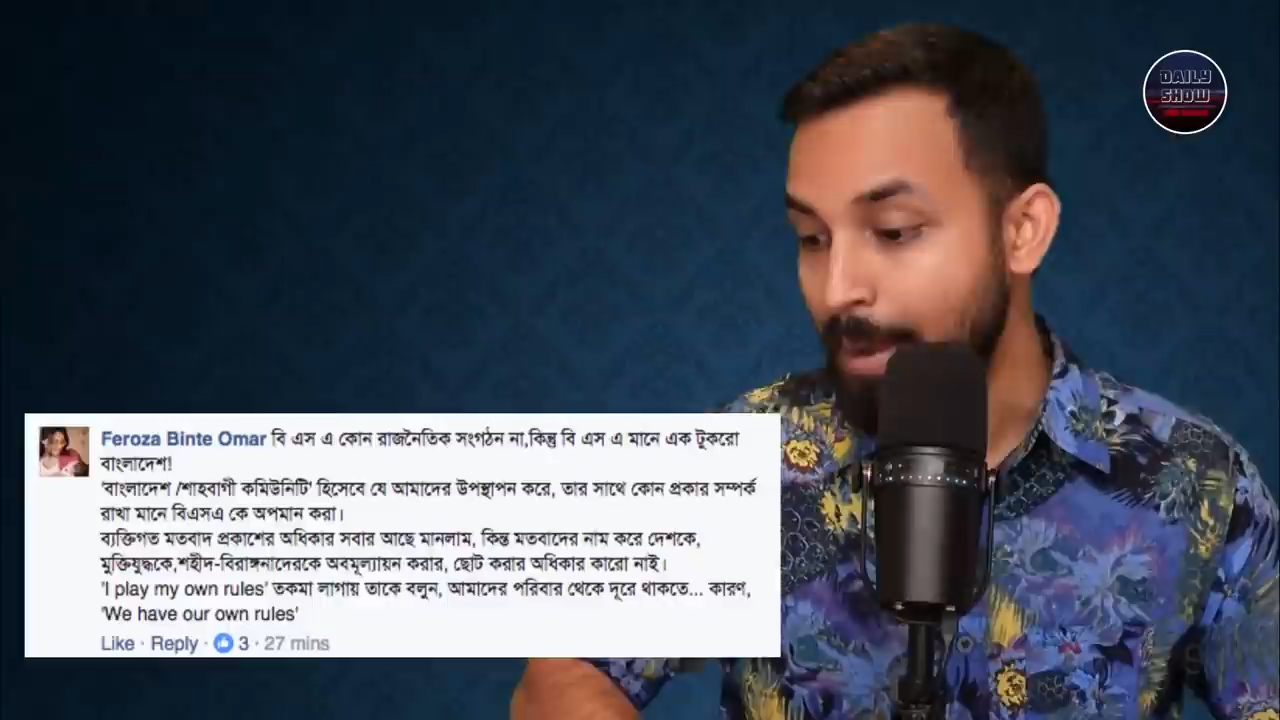 DAILY
SHOW
Feroza Binte Omar বি এস এ কোন রাজনৈতিক সংগঠন না,কিন্তু বি এস এ মানে এক টুকরো
বাংলাদেশ!
'বাংলাদেশ /শাহবাগী কমিউনিটি' হিসেবে যে আমাদের উপস্থাপন করে, তার সাথে কোন প্রকার সম্পর্ক
রাখা মানে বিএসএ কে অপমান করা।
ব্যক্তিগত মতবাদ প্রকাশের অধিকার সবার আছে মানলাম, কিন্ত মতবাদের নাম করে দেশকে,
মুক্তিযুদ্ধকে,শহীদ-বিরাঙ্গনাদেরকে অবমূল্যায়ন করার, ছোট করার অধিকার কারো নাই।
'I play my own rules' তকমা লাগায় তাকে বলুন, আমাদের পরিবার থেকে দূরে থাকতে... কারণ,
'We have our own rules'
Like · Reply · 3 · 27 mins